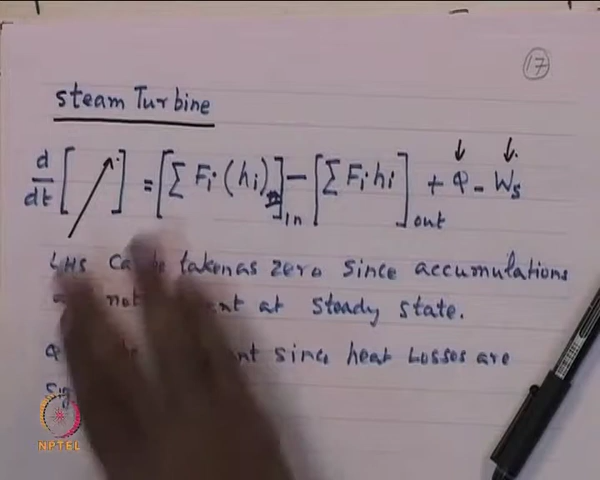 17
Steam Turbine
d/dt [ ] = [Σ Fi (hi)]in - [Σ Fi hi]out + Q - Ws
LHS can be taken as zero since accumulations
not at steady state.
since heat Losses are
NPTEL